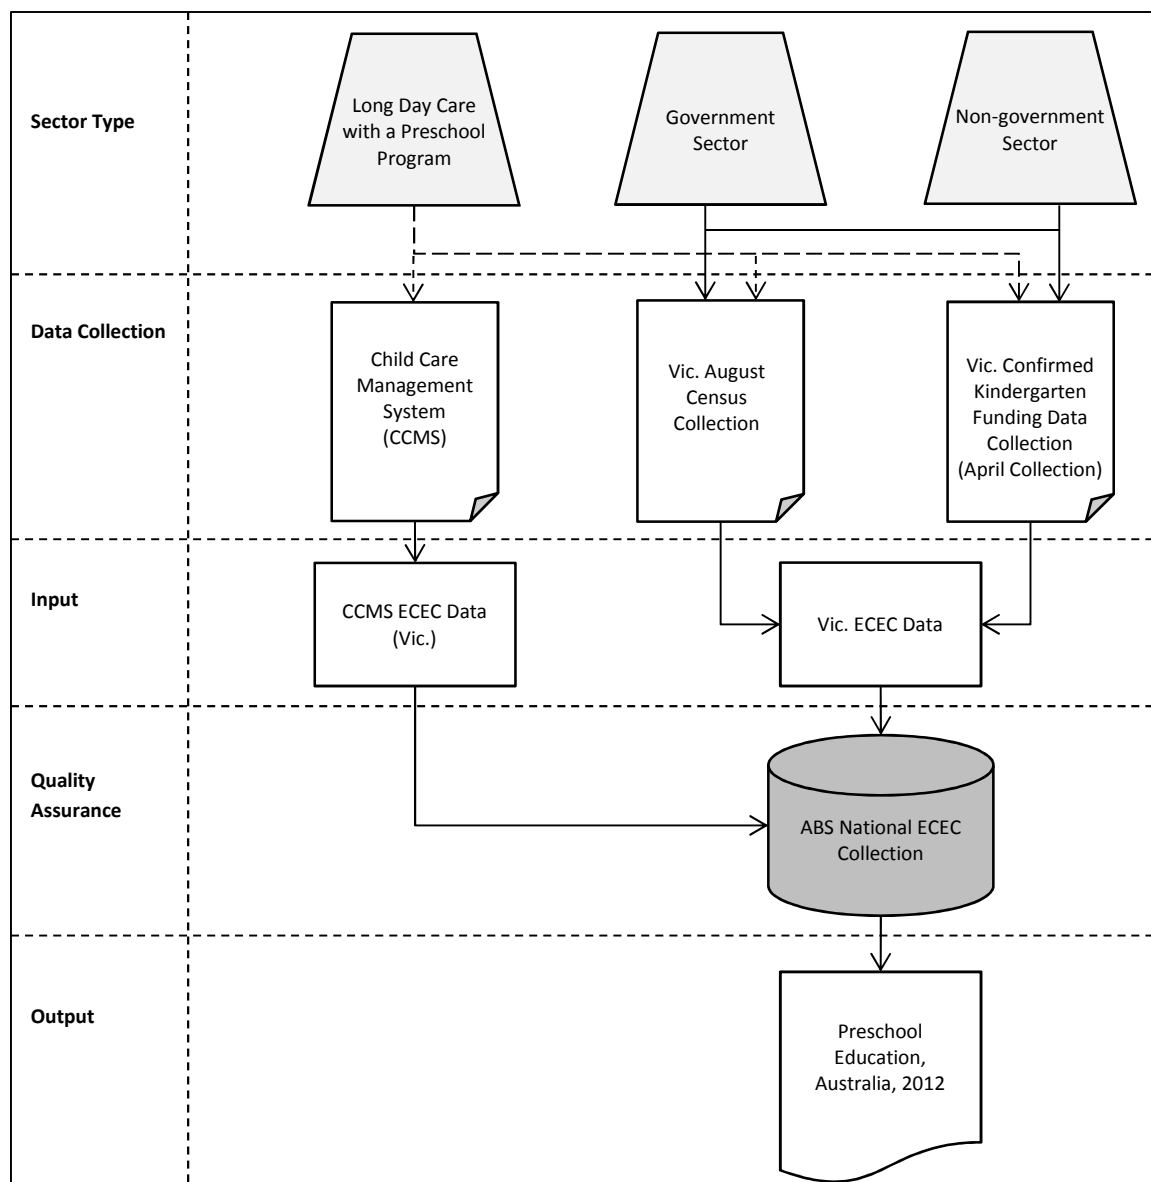 Sector Type
Long Day Care
with a Preschool
Program
Government
Sector
Non-government
Sector
Data Collection
Child Care
Management
System
(CCMS)
Vic. August
Census
Collection
Vic. Confirmed
Kindergarten
Funding Data
Collection
(April Collection)
Input
CCMS ECEC Data
(Vic.)
Vic. ECEC Data
Quality
Assurance
ABS National ECEC
Collection
Output
Preschool
Education,
Australia, 2012